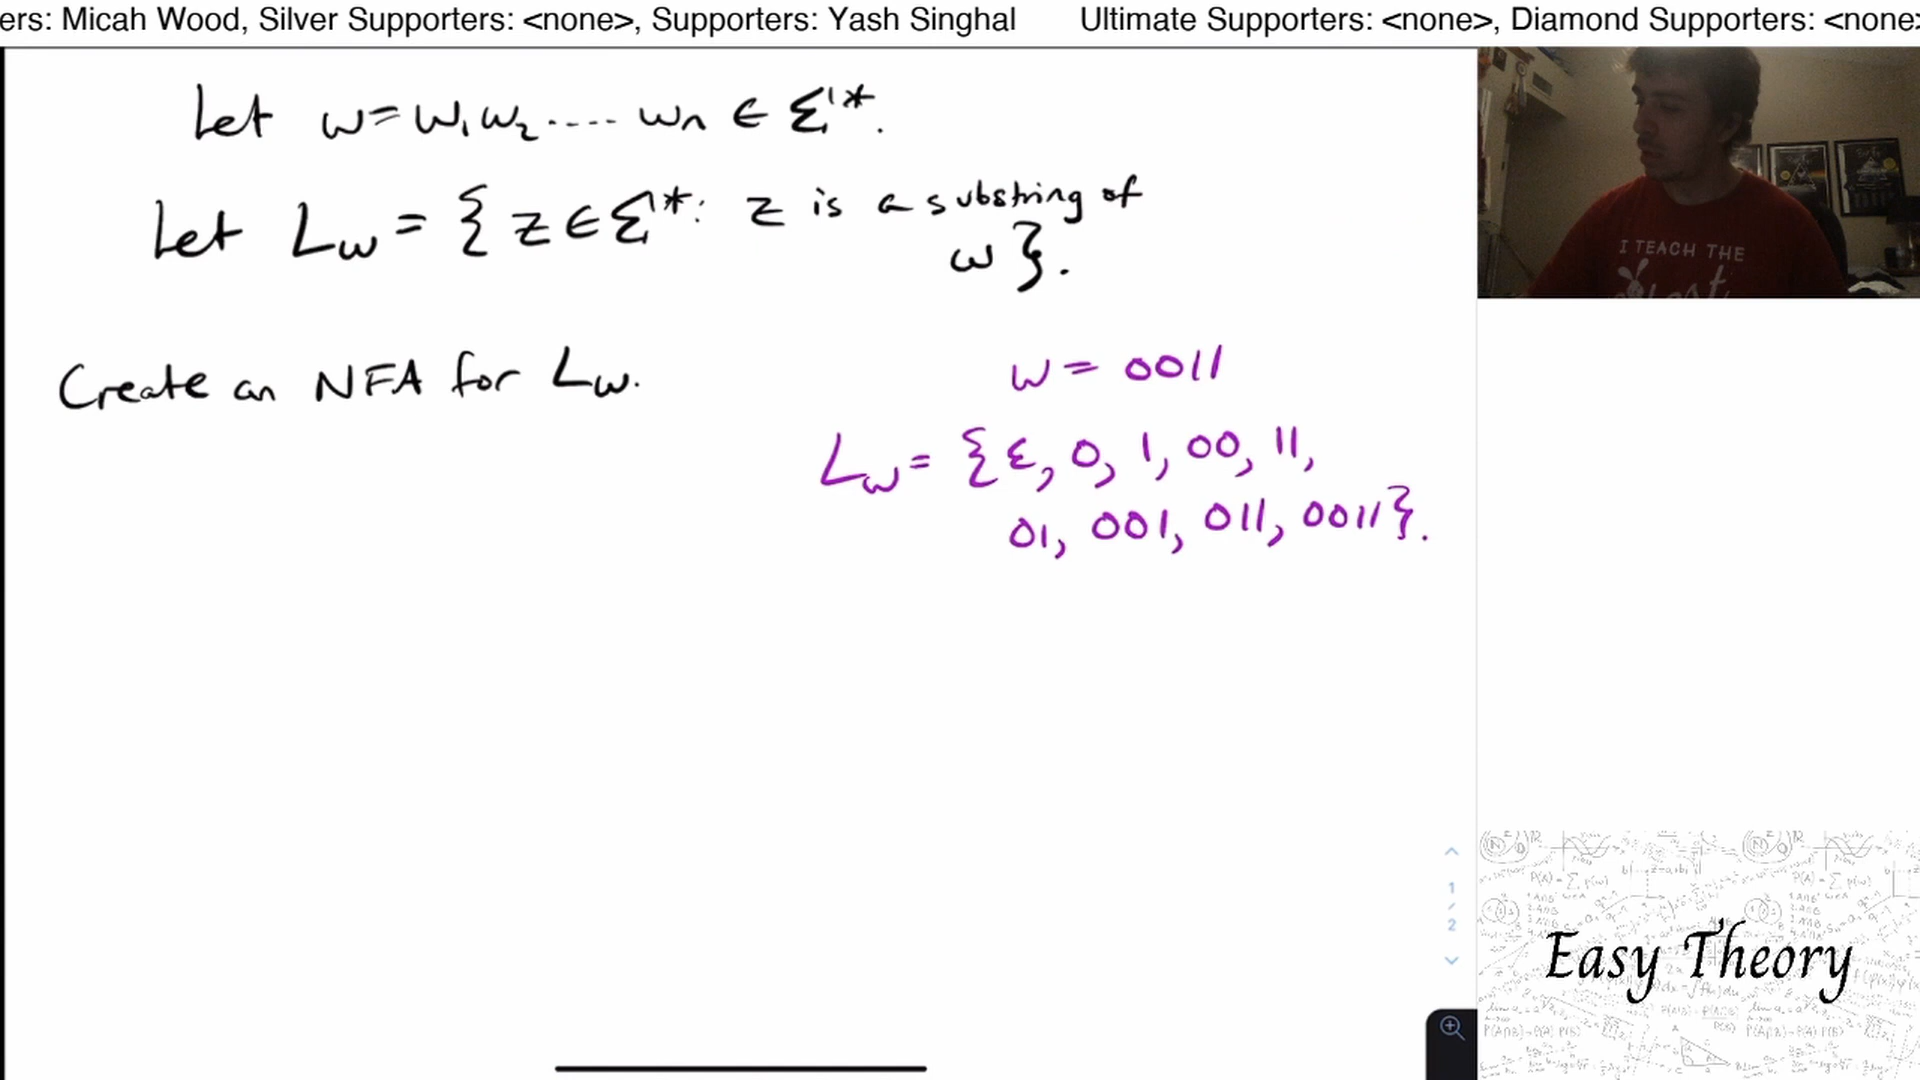 ers: Micah Wood, Silver Supporters: <none>, Supporters: Yash Singhal Ultimate Supporters: <none>, Diamond Supporters: <none>
Let w=w₁w₂.... wₙ ∈ Σ*.
Let L_w = { z∈Σ*: z is a substring of
w }.
Create an NFA for L_w.
w = 0011
L_w = {ε, 0, 1, 00, 11,
01, 001, 011, 0011}.
I TEACH THE
1
/
2
Easy Theory